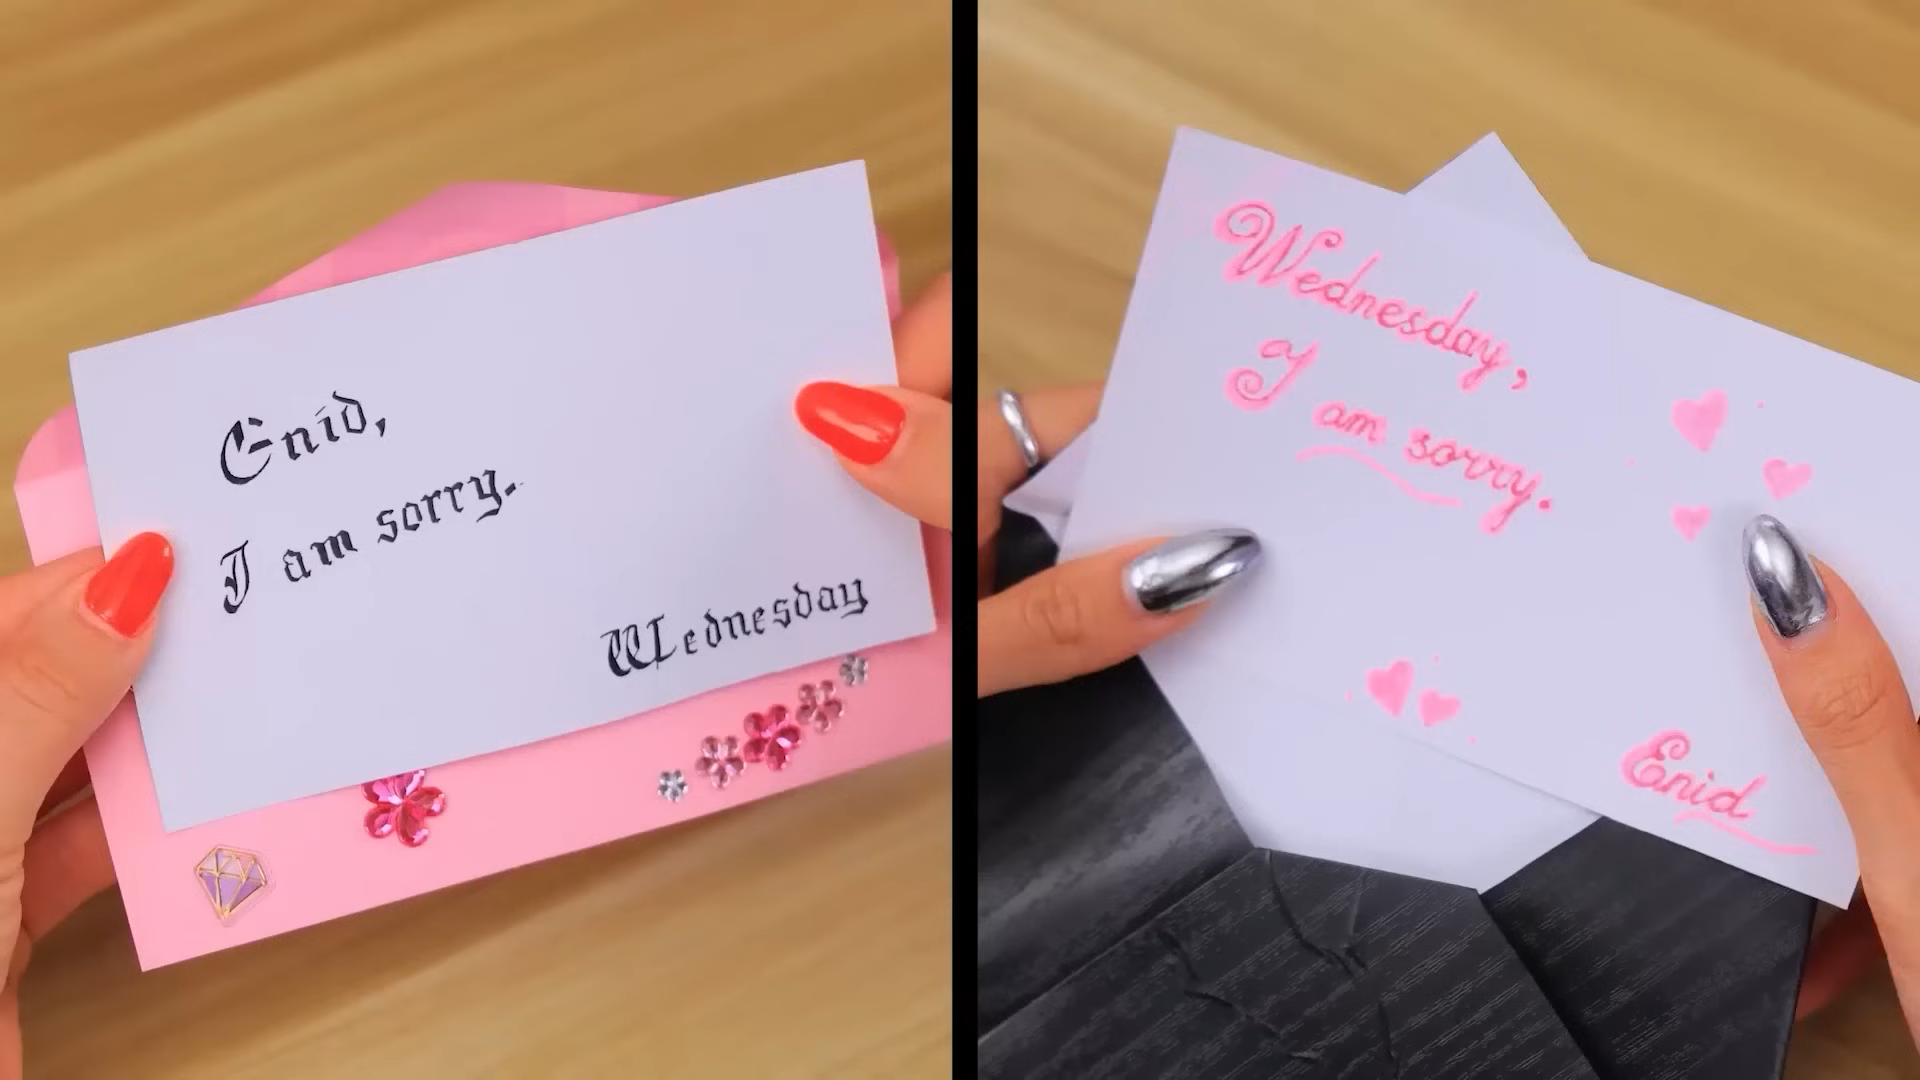 Enid,
I am sorry.
Wednesday
Wednesday,
I am sorry.
Enid